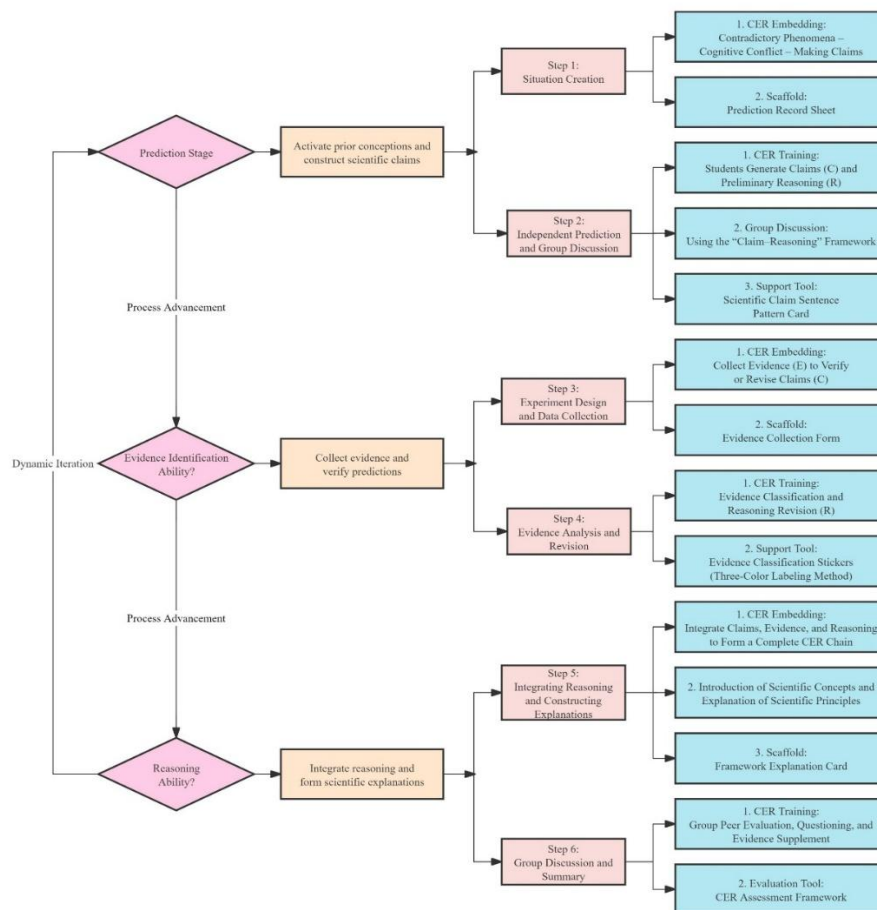 1. CER Embedding:
Contradictory Phenomena –
Cognitive Conflict – Making Claims
Step 1:
Situation Creation
2. Scaffold:
Prediction Record Sheet
Prediction Stage
Activate prior conceptions and
construct scientific claims
1. CER Training:
Students Generate Claims (C) and
Preliminary Reasoning (R)
Step 2:
Independent Prediction
and Group Discussion
2. Group Discussion:
Using the “Claim–Reasoning” Framework
3. Support Tool:
Scientific Claim Sentence
Pattern Card
Process Advancement
1. CER Embedding:
Collect Evidence (E) to Verify
or Revise Claims (C)
Step 3:
Experiment Design
and Data Collection
2. Scaffold:
Evidence Collection Form
Dynamic Iteration
Evidence Identification
Ability?
Collect evidence and
verify predictions
1. CER Training:
Evidence Classification and
Reasoning Revision (R)
Step 4:
Evidence Analysis and
Revision
2. Support Tool:
Evidence Classification Stickers
(Three-Color Labeling Method)
Process Advancement
1. CER Embedding:
Integrate Claims, Evidence, and Reasoning
to Form a Complete CER Chain
Step 5:
Integrating Reasoning
and Constructing
Explanations
2. Introduction of Scientific Concepts and
Explanation of Scientific Principles
3. Scaffold:
Framework Explanation Card
Reasoning
Ability?
Integrate reasoning and
form scientific explanations
1. CER Training:
Group Peer Evaluation, Questioning, and
Evidence Supplement
Step 6:
Group Discussion and
Summary
2. Evaluation Tool:
CER Assessment Framework